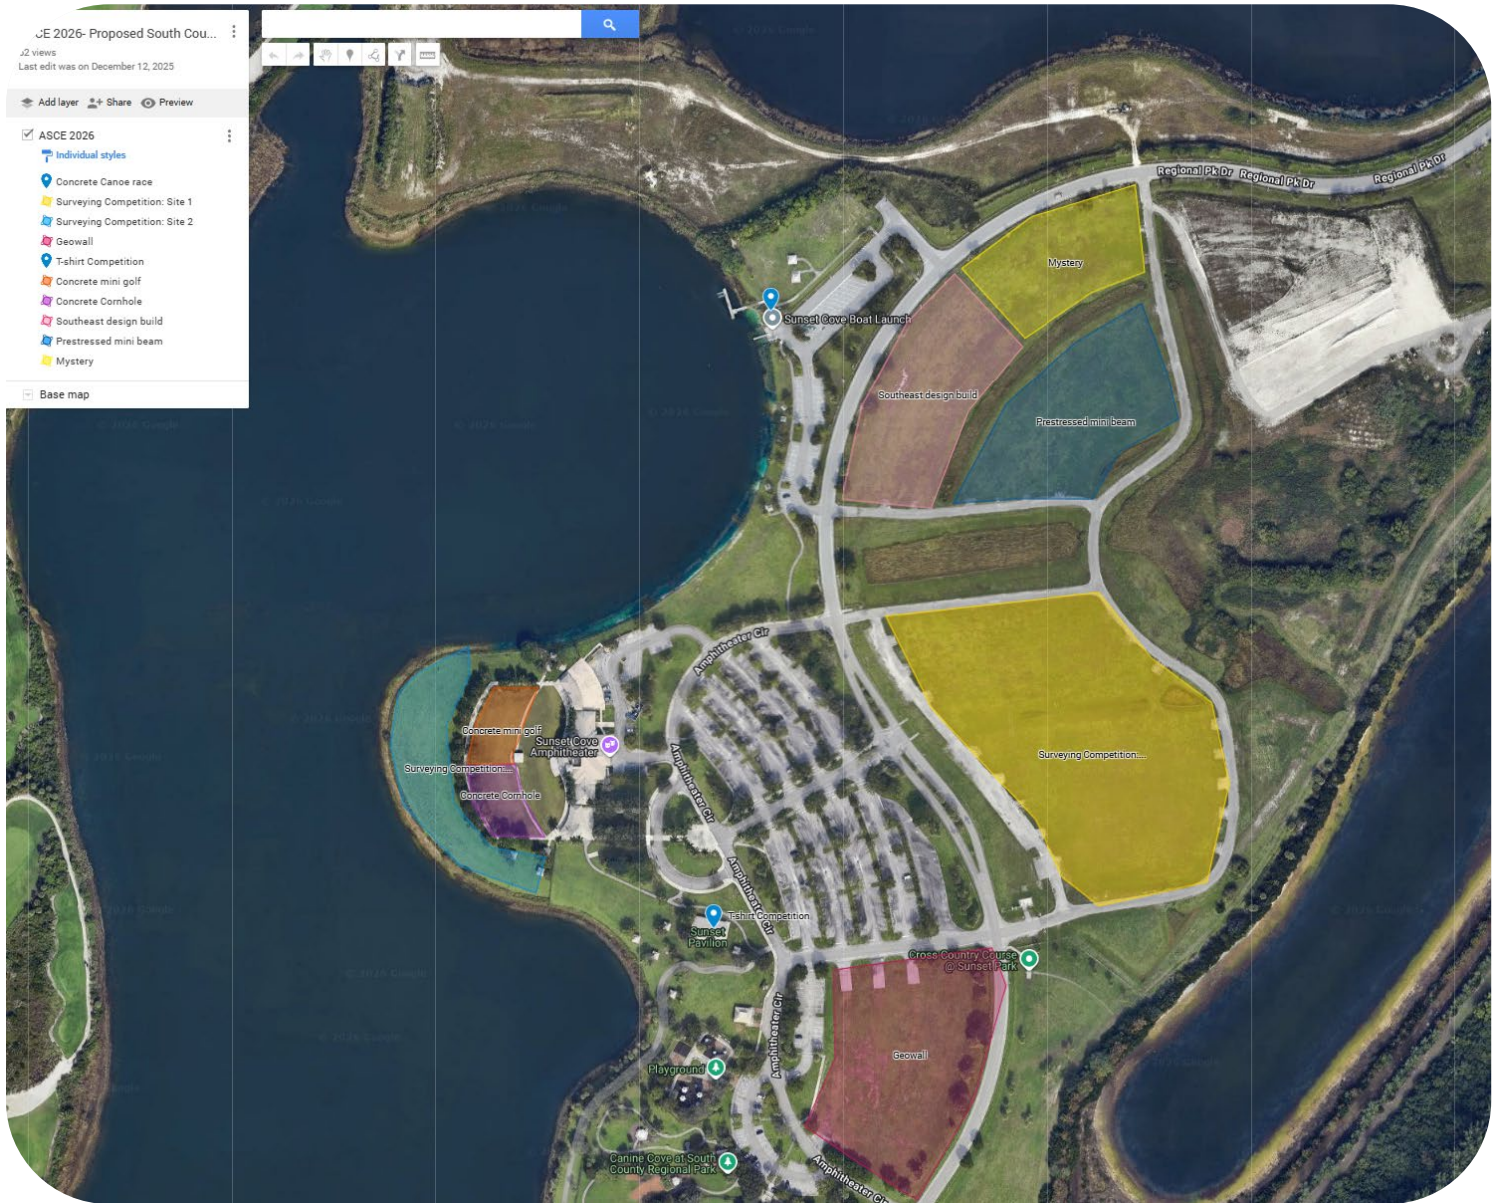 CE 2026- Proposed South Cou...
52 views
Last edit was on December 12, 2025
Add layer
Share
Preview
ASCE 2026
Individual styles
Concrete Canoe race
Surveying Competition: Site 1
Surveying Competition: Site 2
Geowall
T-shirt Competition
Concrete mini golf
Concrete Cornhole
Southeast design build
Prestressed mini beam
Mystery
Base map
Regional Pk Dr
Regional Pk Dr
Regional Pk Dr
Mystery
Sunset Cove Boat Launch
Southeast design build
Prestressed mini beam
Amphitheater Cir
Concrete mini golf
Sunset Cove
Amphitheater
Surveying Competition:...
Concrete Cornhole
Surveying Competition:...
Amphitheater Cir
Amphitheater Cir
T-shirt Competition
Sunset
Pavilion
Cross Country Course
@ Sunset Park
Amphitheater Cir
Geowall
Playground
Canine Cove at South
County Regional Park
Amphitheater Cir